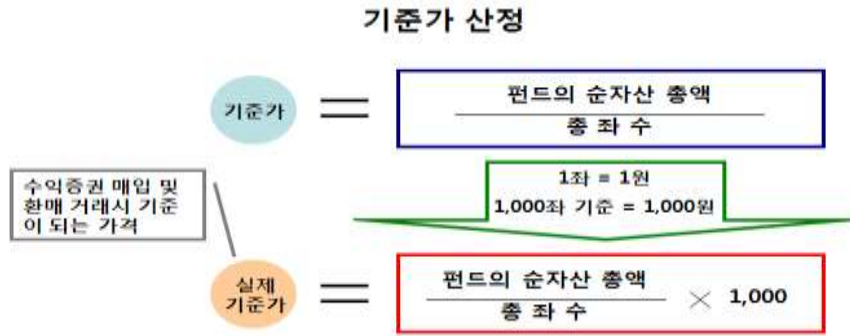 기준가 산정
기준가
=
펀드의 순자산 총액
총 좌 수
수익증권 매입 및
환매 거래시 기준
이 되는 가격
1좌 = 1원
1,000좌 기준 = 1,000원
실제
기준가
=
펀드의 순자산 총액
총 좌 수
× 1,000